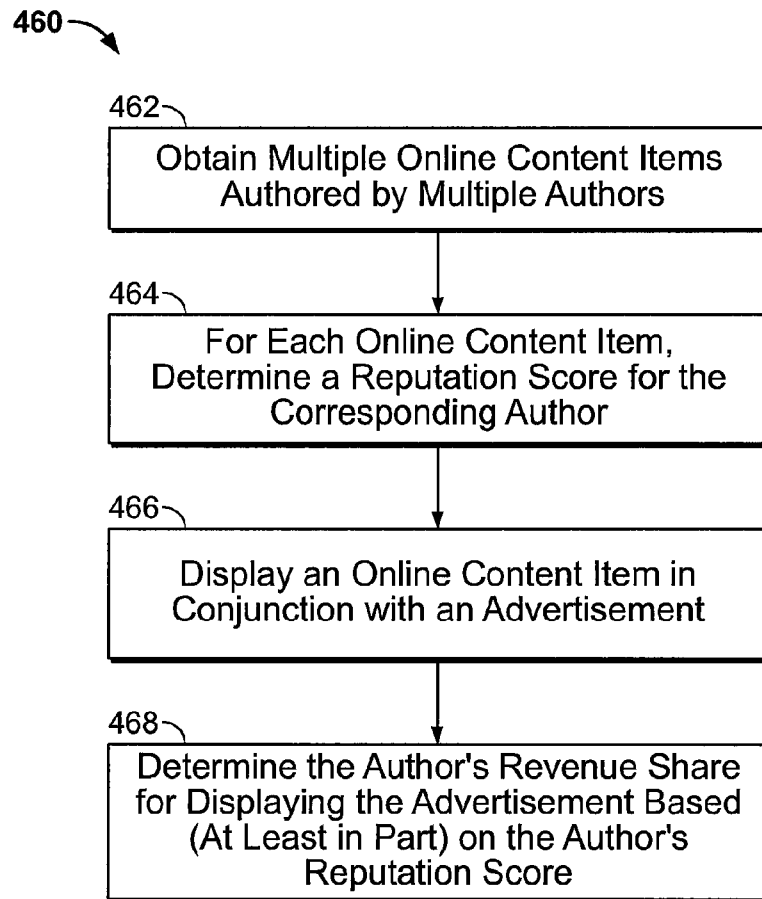 460
462
Obtain Multiple Online Content Items
Authored by Multiple Authors
464
For Each Online Content Item,
Determine a Reputation Score for the
Corresponding Author
466
Display an Online Content Item in
Conjunction with an Advertisement
468
Determine the Author's Revenue Share
for Displaying the Advertisement Based
(At Least in Part) on the Author's
Reputation Score